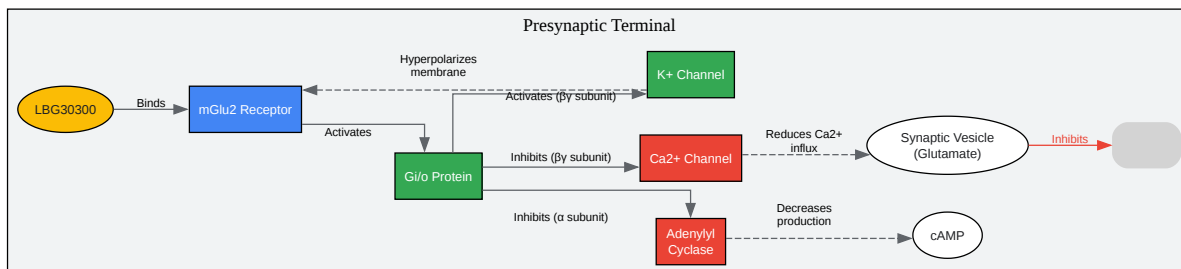 Presynaptic Terminal
Hyperpolarizes
membrane
K+ Channel
LBG30300
Binds
mGlu2 Receptor
Activates (βγ subunit)
Activates
Gi/o Protein
Inhibits (βγ subunit)
Ca2+ Channel
Reduces Ca2+
influx
Synaptic Vesicle
(Glutamate)
Inhibits
Inhibits (α subunit)
Adenylyl
Cyclase
Decreases
production
cAMP